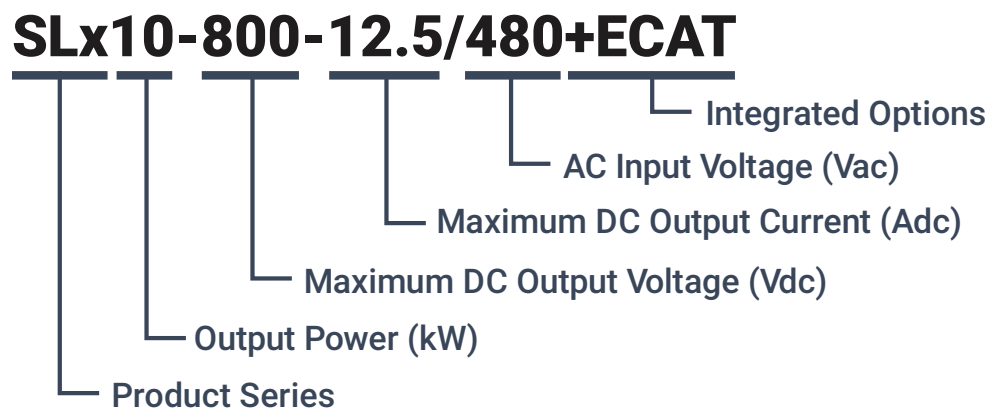 SLx10-800-12.5/480+ECAT
Integrated Options
AC Input Voltage (Vac)
Maximum DC Output Current (Adc)
Maximum DC Output Voltage (Vdc)
Output Power (kW)
Product Series